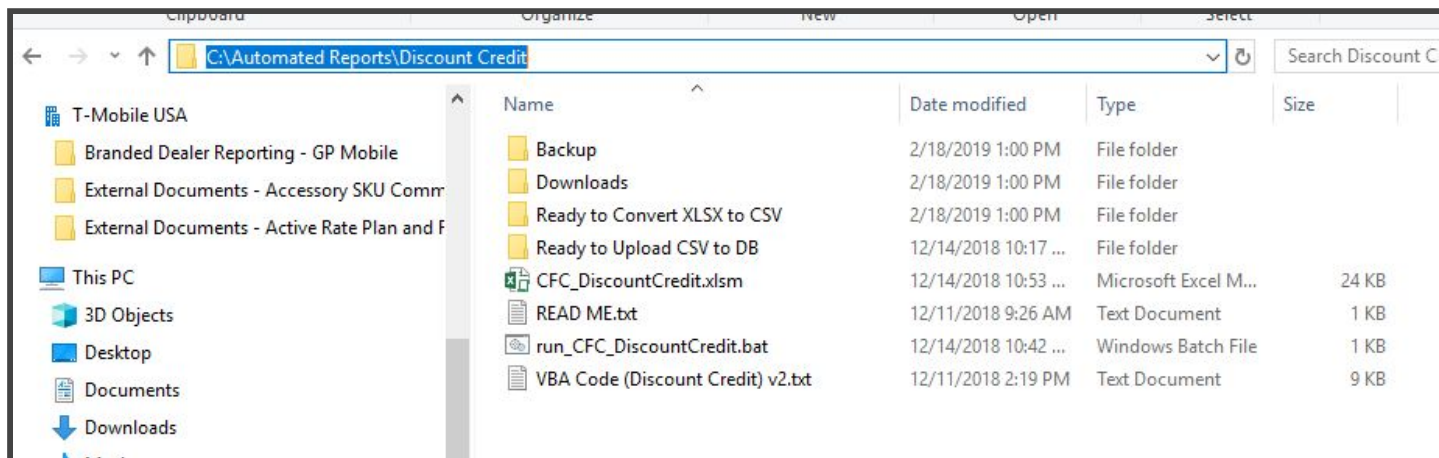 Clipboard Organize New Open Select
C:\Automated Reports\Discount Credit Search Discount C
T-Mobile USA
Branded Dealer Reporting - GP Mobile
External Documents - Accessory SKU Comm
External Documents - Active Rate Plan and F
This PC
3D Objects
Desktop
Documents
Downloads
Name Date modified Type Size
Backup 2/18/2019 1:00 PM File folder
Downloads 2/18/2019 1:00 PM File folder
Ready to Convert XLSX to CSV 2/18/2019 1:00 PM File folder
Ready to Upload CSV to DB 12/14/2018 10:17 ... File folder
CFC_DiscountCredit.xlsm 12/14/2018 10:53 ... Microsoft Excel M... 24 KB
READ ME.txt 12/11/2018 9:26 AM Text Document 1 KB
run_CFC_DiscountCredit.bat 12/14/2018 10:42 ... Windows Batch File 1 KB
VBA Code (Discount Credit) v2.txt 12/11/2018 2:19 PM Text Document 9 KB